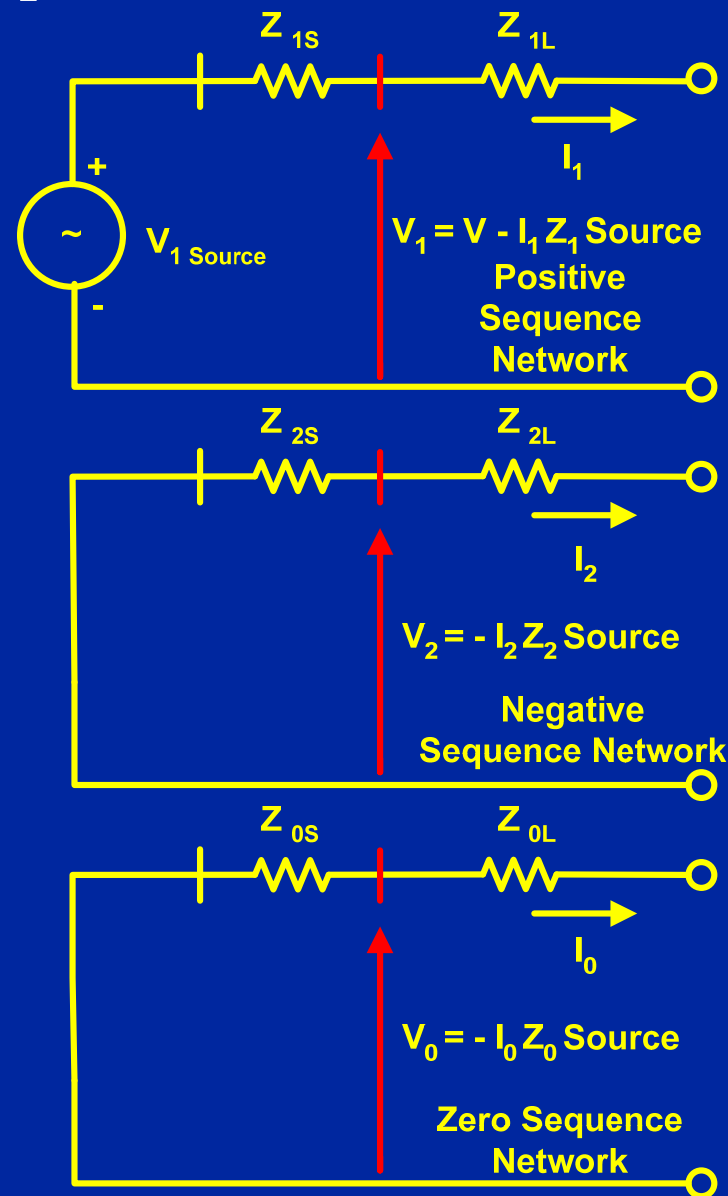 Z 1S Z 1L
I1
+
~
V1 Source
-
V1 = V - I1 Z1 Source
Positive
Sequence
Network
Z 2S Z 2L
I2
V2 = - I2 Z2 Source
Negative
Sequence Network
Z 0S Z 0L
I0
V0 = - I0 Z0 Source
Zero Sequence
Network